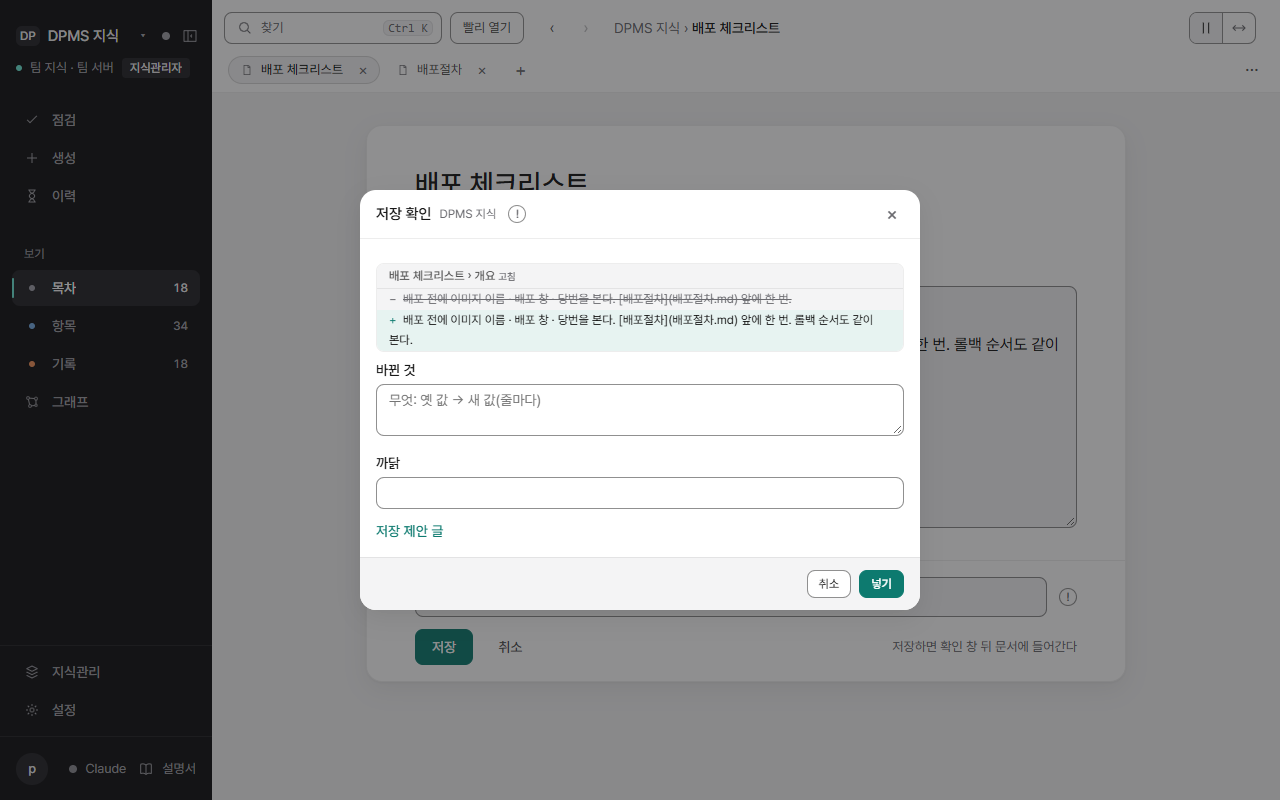 DP DPMS 지식
팀 지식 · 팀 서버 지식관리자
점검
생성
이력
보기
목차 18
항목 34
기록 18
그래프
지식관리
설정
p Claude 설명서
찾기 Ctrl K 빨리 열기 ‹ › DPMS 지식 › 배포 체크리스트
배포 체크리스트 × 배포절차 × + ···
배포 체크리스트
저장 확인 DPMS 지식 ! ×
배포 체크리스트 › 개요 고침
− 배포 전에 이미지 이름 · 배포 창 · 당번을 본다. [배포절차](배포절차.md) 앞에 한 번.
+ 배포 전에 이미지 이름 · 배포 창 · 당번을 본다. [배포절차](배포절차.md) 앞에 한 번. 롤백 순서도 같이
본다.
한 번. 롤백 순서도 같이
바뀐 것
무엇: 옛 값 → 새 값(줄마다)
까닭
저장 제안 글
취소 넣기
!
저장 취소 저장하면 확인 창 뒤 문서에 들어간다